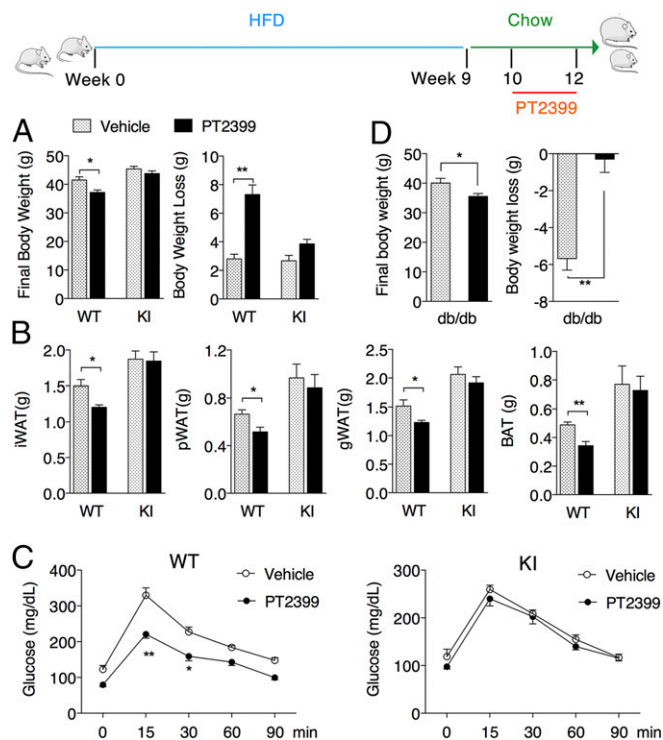 HFD
Chow
Week 0
Week 9
10
12
PT2399
A
Vehicle
PT2399
Final Body Weight (g)
50
40
30
20
10
0
*
WT
KI
Body Weight Loss (g)
10
8
6
4
2
0
**
WT
KI
D
Final body weight (g)
50
40
30
20
10
0
*
db/db
Body weight loss (g)
0
-2
-4
-6
-8
**
db/db
B
iWAT(g)
2.0
1.5
1.0
0.5
0.0
*
WT
KI
pWAT(g)
1.2
0.9
0.6
0.3
0.0
*
WT
KI
gWAT(g)
2.5
2.0
1.5
1.0
0.5
0.0
*
WT
KI
BAT (g)
1.0
0.8
0.6
0.4
0.2
0.0
**
WT
KI
C
WT
Glucose (mg/dL)
400
300
200
100
0
Vehicle
PT2399
**
*
0 15 30 60 90 min
KI
Glucose (mg/dL)
300
200
100
0
Vehicle
PT2399
0 15 30 60 90 min